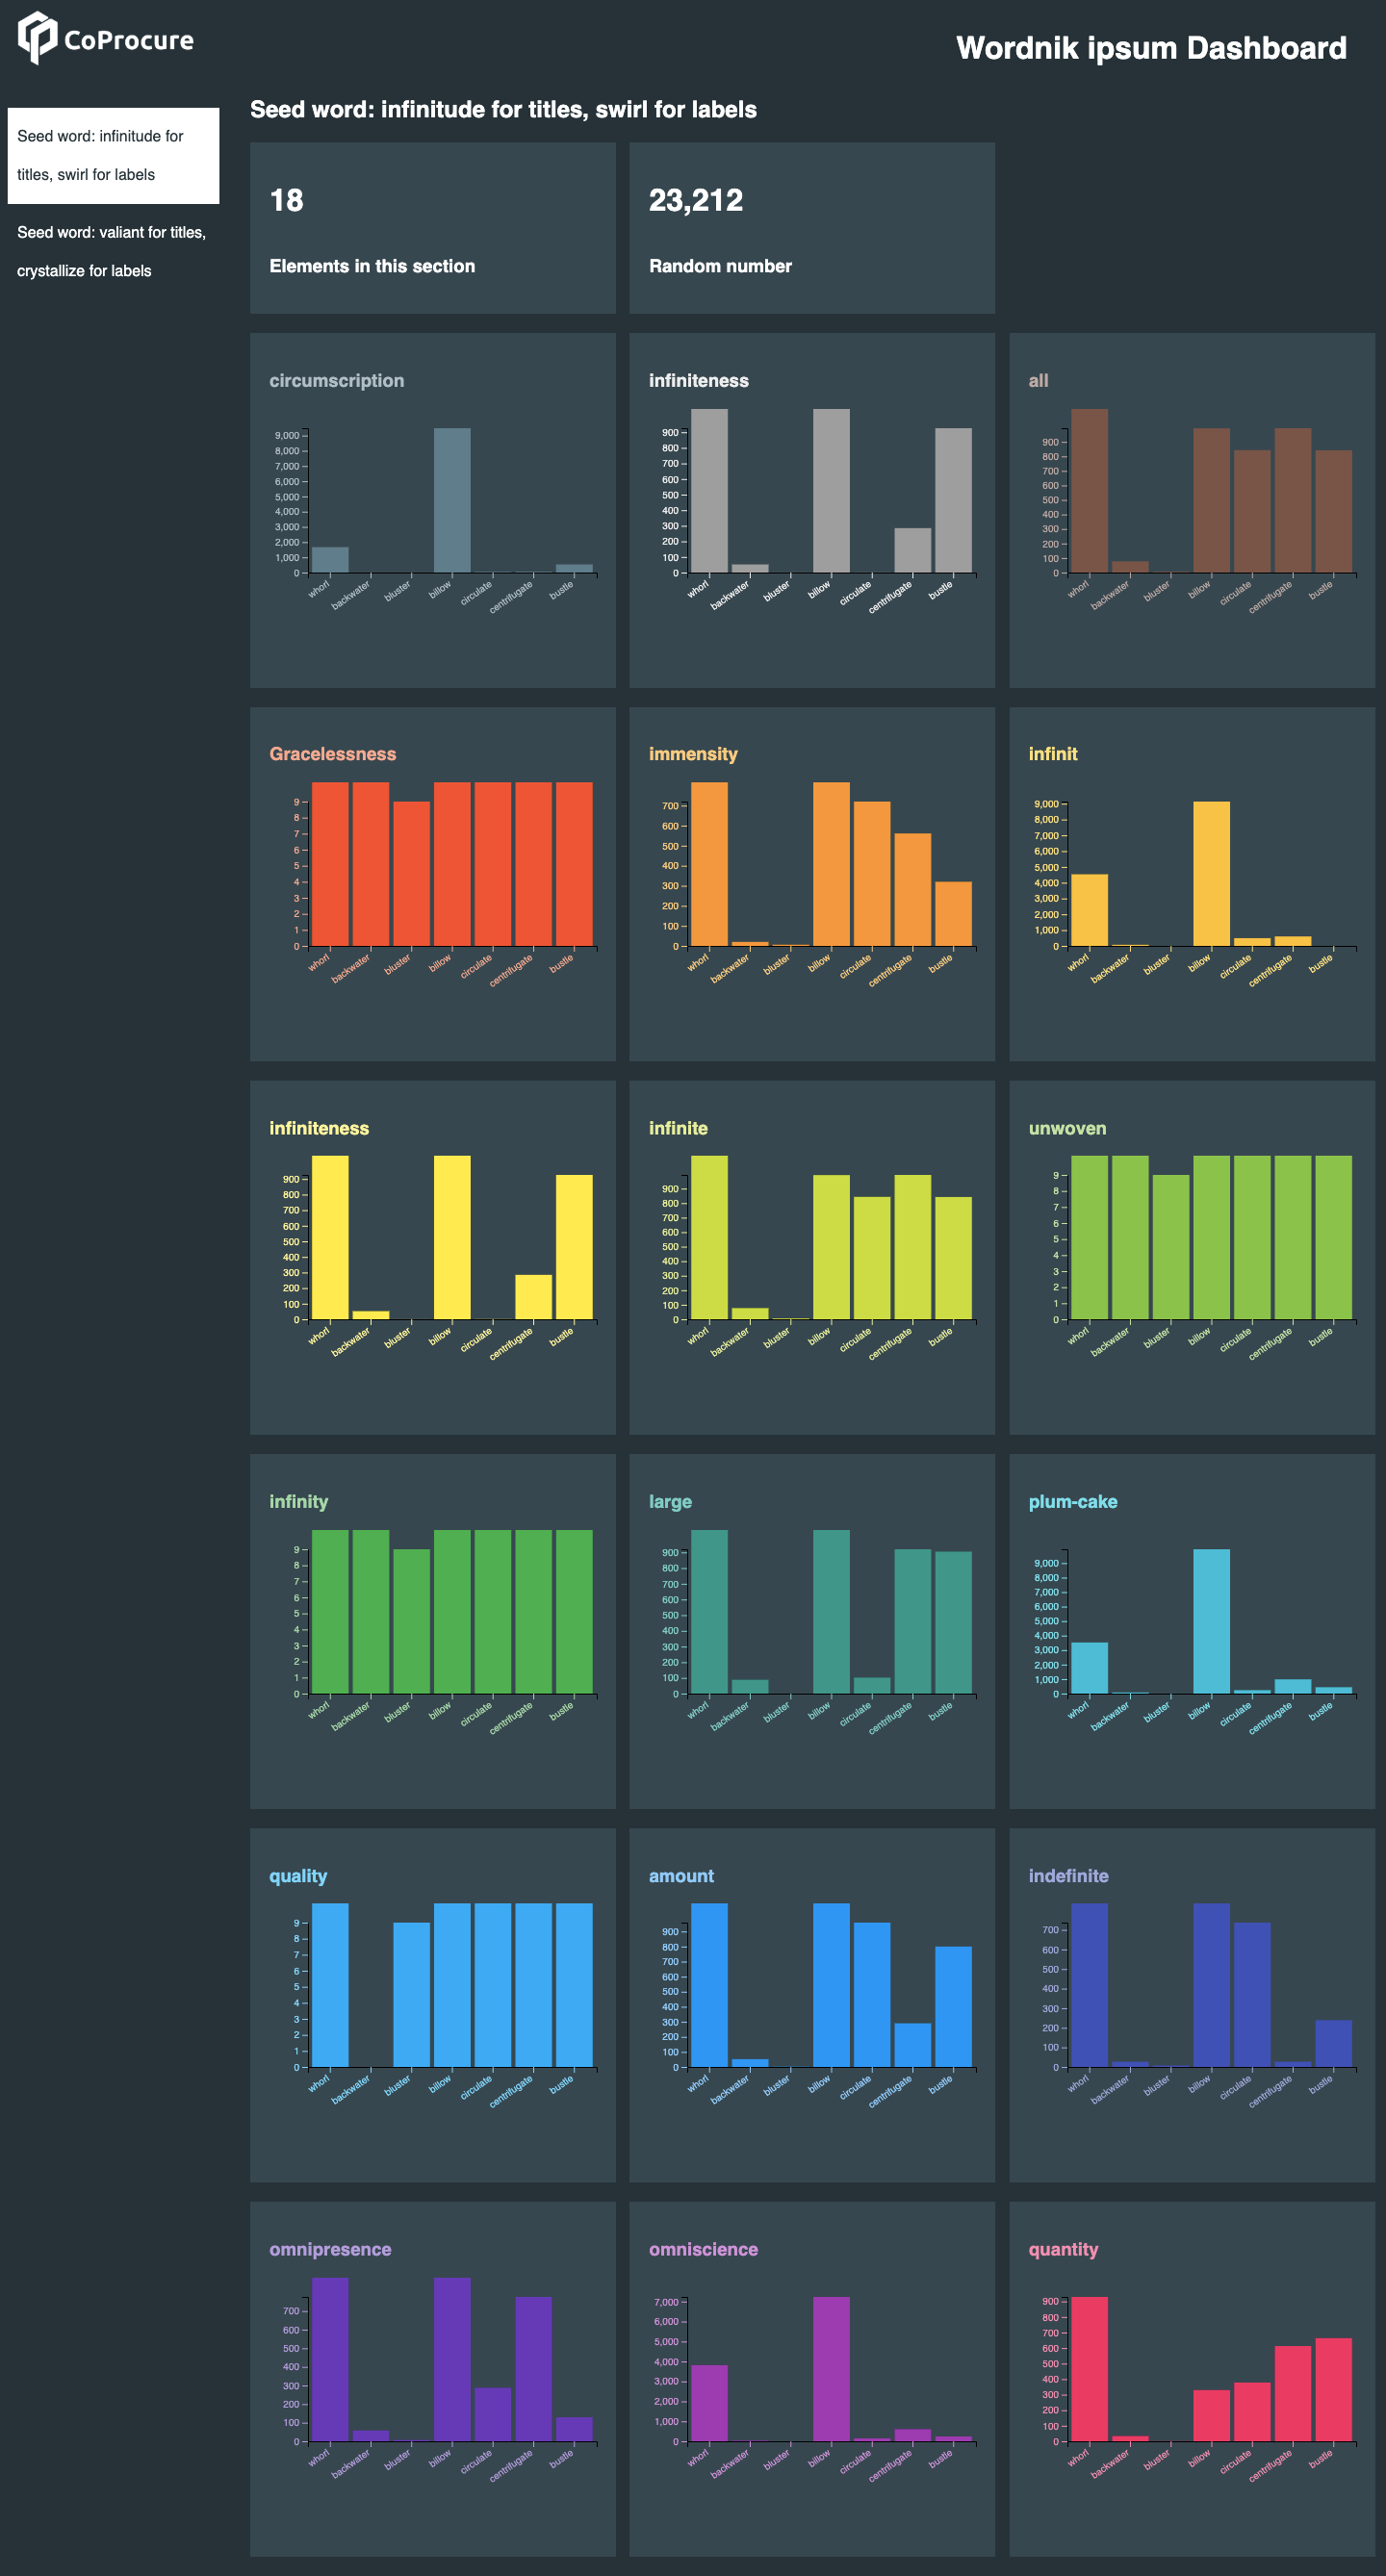 CoProcure
Wordnik ipsum Dashboard
Seed word: infinitude for
titles, swirl for labels
Seed word: valiant for titles,
crystallize for labels
Seed word: infinitude for titles, swirl for labels
18
Elements in this section
23,212
Random number
circumscription
9,000
8,000
7,000
6,000
5,000
4,000
3,000
2,000
1,000
0
whorl
backwater
bluster
billow
circulate
centrifugate
bustle
infiniteness
900
800
700
600
500
400
300
200
100
0
whorl
backwater
bluster
billow
circulate
centrifugate
bustle
all
900
800
700
600
500
400
300
200
100
0
whorl
backwater
bluster
billow
circulate
centrifugate
bustle
Gracelessness
9
8
7
6
5
4
3
2
1
0
whorl
backwater
bluster
billow
circulate
centrifugate
bustle
immensity
700
600
500
400
300
200
100
0
whorl
backwater
bluster
billow
circulate
centrifugate
bustle
infinit
9,000
8,000
7,000
6,000
5,000
4,000
3,000
2,000
1,000
0
whorl
backwater
bluster
billow
circulate
centrifugate
bustle
infiniteness
900
800
700
600
500
400
300
200
100
0
whorl
backwater
bluster
billow
circulate
centrifugate
bustle
infinite
900
800
700
600
500
400
300
200
100
0
whorl
backwater
bluster
billow
circulate
centrifugate
bustle
unwoven
9
8
7
6
5
4
3
2
1
0
whorl
backwater
bluster
billow
circulate
centrifugate
bustle
infinity
9
8
7
6
5
4
3
2
1
0
whorl
backwater
bluster
billow
circulate
centrifugate
bustle
large
900
800
700
600
500
400
300
200
100
0
whorl
backwater
bluster
billow
circulate
centrifugate
bustle
plum-cake
9,000
8,000
7,000
6,000
5,000
4,000
3,000
2,000
1,000
0
whorl
backwater
bluster
billow
circulate
centrifugate
bustle
quality
9
8
7
6
5
4
3
2
1
0
whorl
backwater
bluster
billow
circulate
centrifugate
bustle
amount
900
800
700
600
500
400
300
200
100
0
whorl
backwater
bluster
billow
circulate
centrifugate
bustle
indefinite
700
600
500
400
300
200
100
0
whorl
backwater
bluster
billow
circulate
centrifugate
bustle
omnipresence
700
600
500
400
300
200
100
0
whorl
backwater
bluster
billow
circulate
centrifugate
bustle
omniscience
7,000
6,000
5,000
4,000
3,000
2,000
1,000
0
whorl
backwater
bluster
billow
circulate
centrifugate
bustle
quantity
900
800
700
600
500
400
300
200
100
0
whorl
backwater
bluster
billow
circulate
centrifugate
bustle